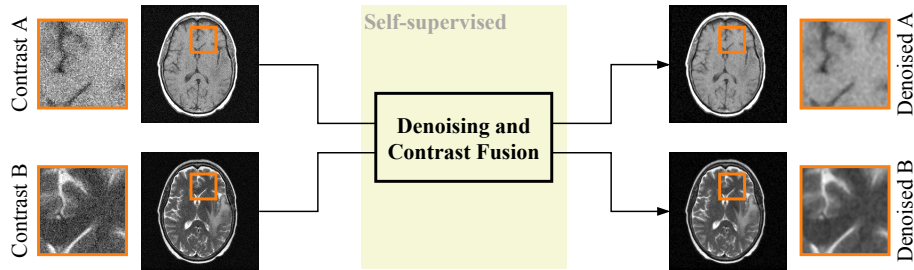 Contrast A
Self-supervised
Denoised A
Denoising and
Contrast Fusion
Contrast B
Denoised B